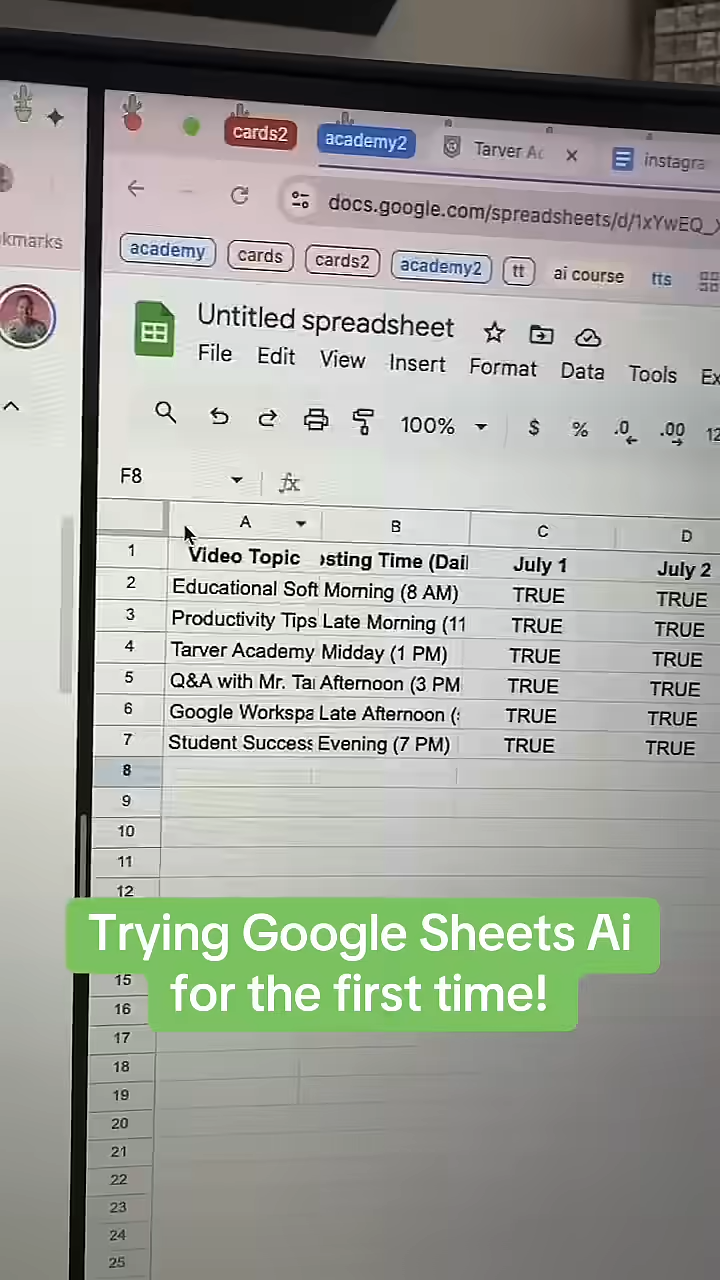 cards2 academy2 Tarver Ac × instagra
docs.google.com/spreadsheets/d/1xYwEQ_
kmarks
academy cards cards2 academy2 tt ai course tts
Untitled spreadsheet
File Edit View Insert Format Data Tools Ex
100% $ % .0 .00 12
F8 fx
A B C D
1 Video Topic osting Time (Dail July 1 July 2
2 Educational Soft Morning (8 AM) TRUE TRUE
3 Productivity Tips Late Morning (11 TRUE TRUE
4 Tarver Academy Midday (1 PM) TRUE TRUE
5 Q&A with Mr. Tar Afternoon (3 PM TRUE TRUE
6 Google Workspa Late Afternoon ( TRUE TRUE
7 Student Success Evening (7 PM) TRUE TRUE
8
9
10
11
12
Trying Google Sheets Ai
for the first time!
15
16
17
18
19
20
21
22
23
24
25